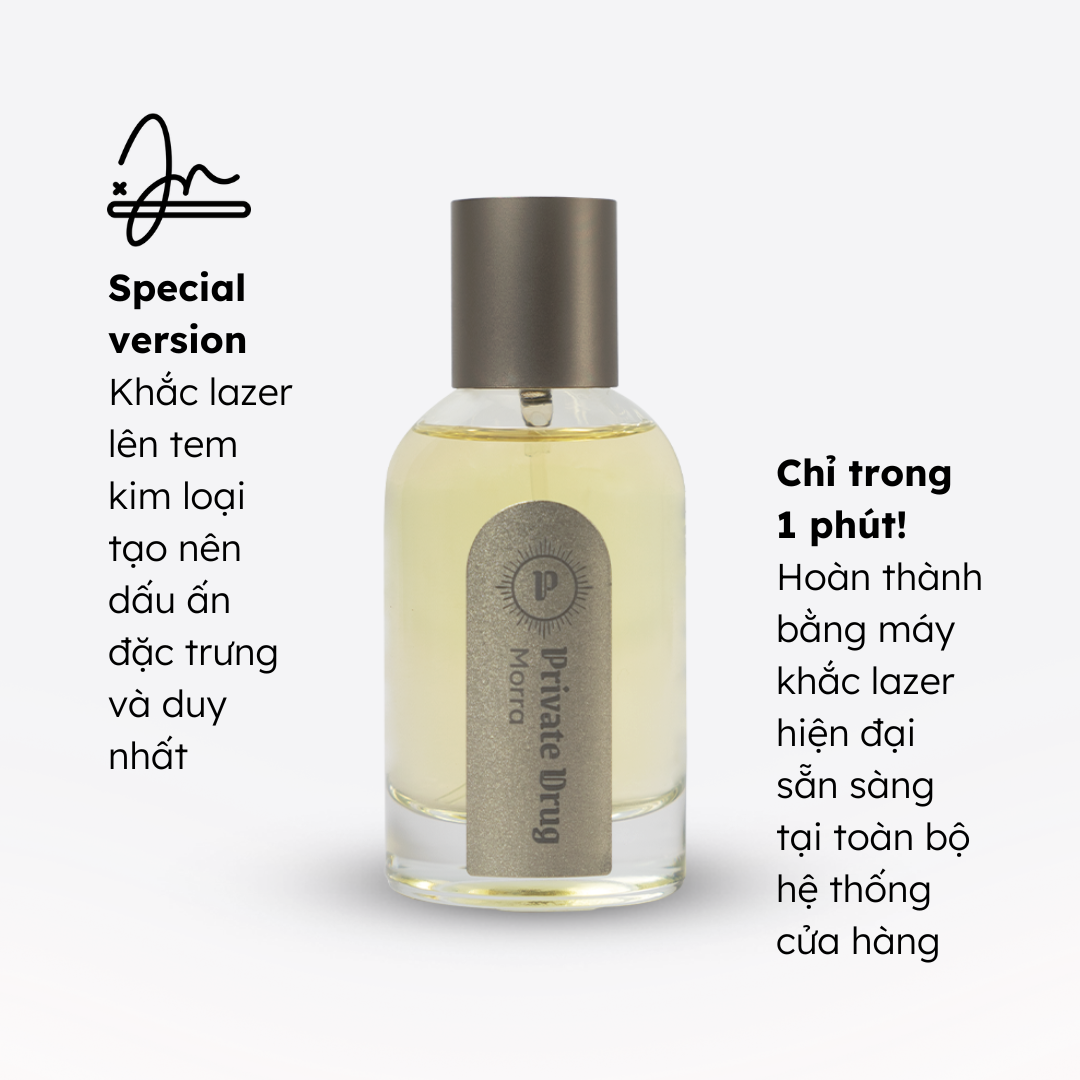 Special
version
Khắc lazer
lên tem
kim loại
tạo nên
dấu ấn
đặc trưng
và duy
nhất
P
Private Drug
Morra
Chỉ trong
1 phút!
Hoàn thành
bằng máy
khắc lazer
hiện đại
sẵn sàng
tại toàn bộ
hệ thống
cửa hàng